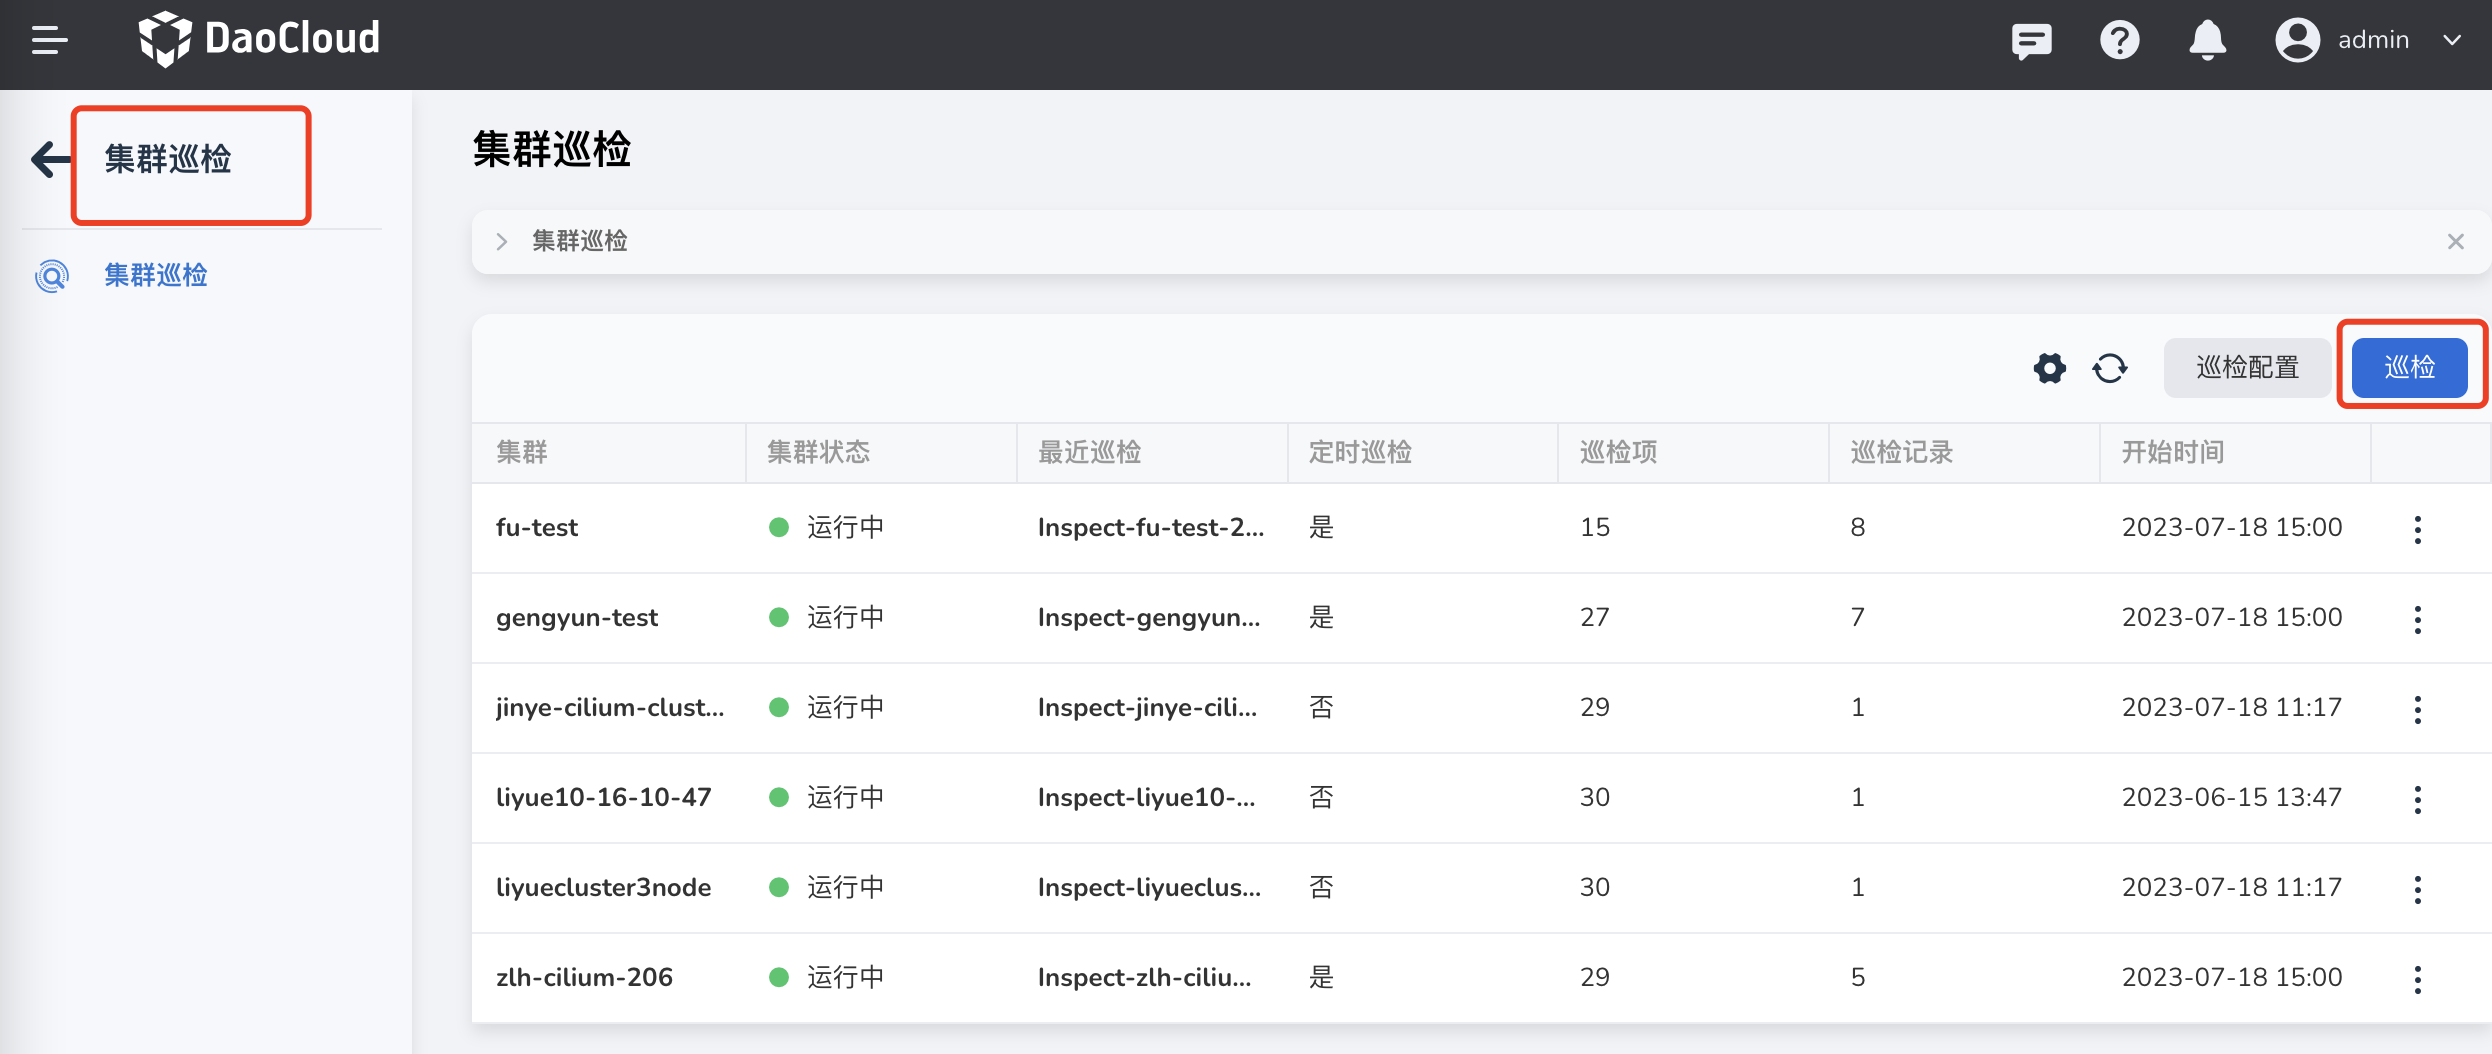 DaoCloud
admin
集群巡检
集群巡检
集群巡检
集群巡检
巡检配置
巡检
集群 集群状态 最近巡检 定时巡检 巡检项 巡检记录 开始时间
fu-test 运行中 Inspect-fu-test-2... 是 15 8 2023-07-18 15:00
gengyun-test 运行中 Inspect-gengyun... 是 27 7 2023-07-18 15:00
jinye-cilium-clust... 运行中 Inspect-jinye-cili... 否 29 1 2023-07-18 11:17
liyue10-16-10-47 运行中 Inspect-liyue10-... 否 30 1 2023-06-15 13:47
liyuecluster3node 运行中 Inspect-liyueclus... 否 30 1 2023-07-18 11:17
zlh-cilium-206 运行中 Inspect-zlh-ciliu... 是 29 5 2023-07-18 15:00